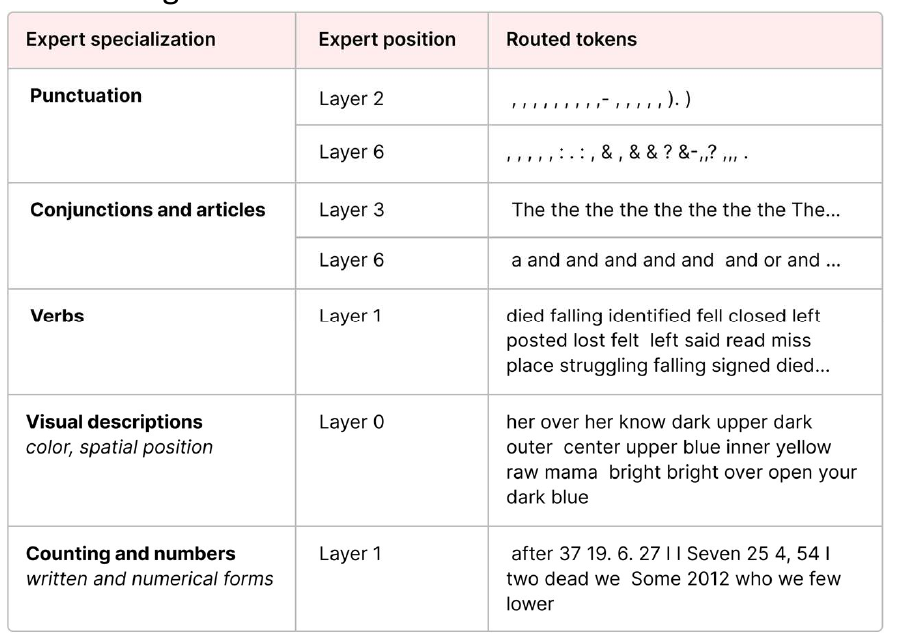 Expert specialization Expert position Routed tokens
Punctuation Layer 2 , , , , , , , , ,- , , , , , ). )
Layer 6 , , , , , : . : , & , & & ? &-,,? ,,, .
Conjunctions and articles Layer 3 The the the the the the the the The...
Layer 6 a and and and and and and or and ...
Verbs Layer 1 died falling identified fell closed left
posted lost felt left said read miss
place struggling falling signed died...
Visual descriptions Layer 0 her over her know dark upper dark
color, spatial position outer center upper blue inner yellow
raw mama bright bright over open your
dark blue
Counting and numbers Layer 1 after 37 19. 6. 27 I I Seven 25 4, 54 I
written and numerical forms two dead we Some 2012 who we few
lower